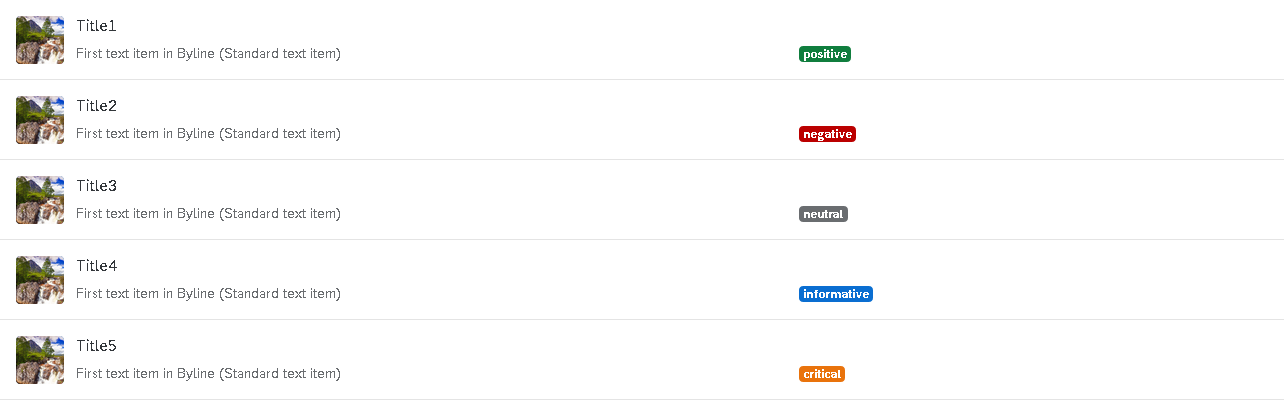 Title1
First text item in Byline (Standard text item) positive
Title2
First text item in Byline (Standard text item) negative
Title3
First text item in Byline (Standard text item) neutral
Title4
First text item in Byline (Standard text item) informative
Title5
First text item in Byline (Standard text item) critical